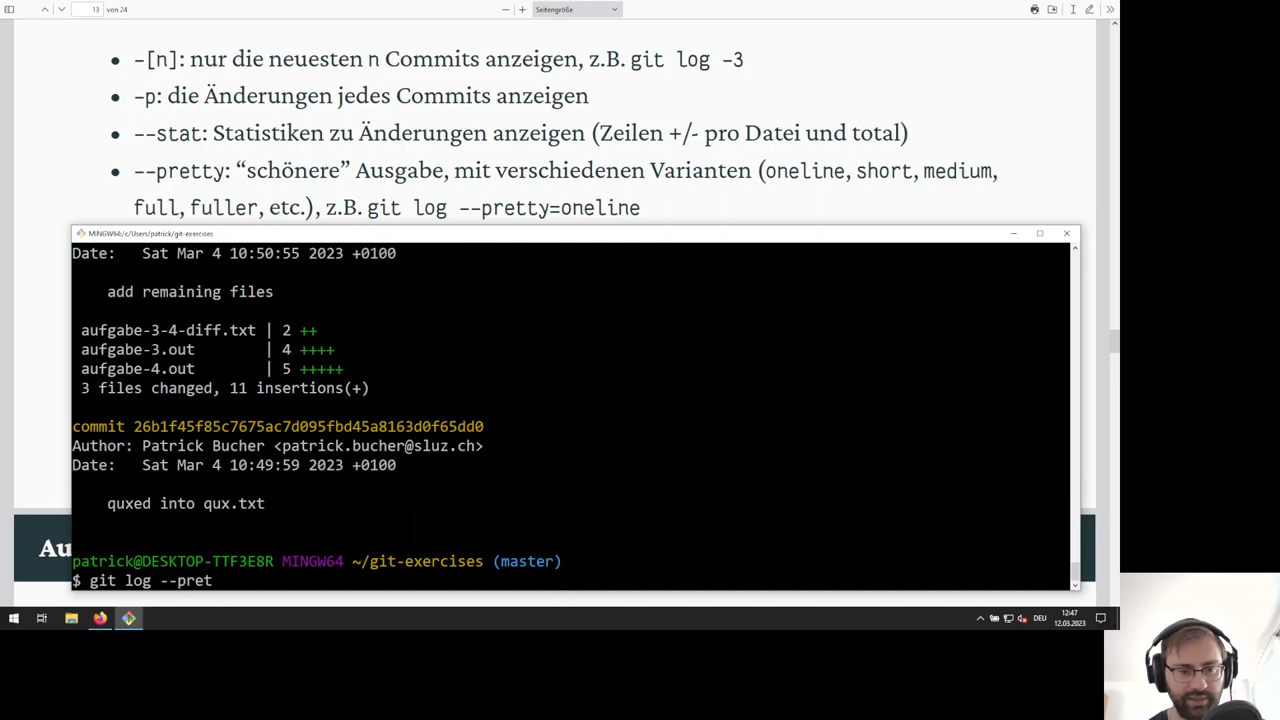 13 von 24
Seitengröße
• -[n]: nur die neuesten n Commits anzeigen, z.B. git log -3
• -p: die Änderungen jedes Commits anzeigen
• --stat: Statistiken zu Änderungen anzeigen (Zeilen +/- pro Datei und total)
• --pretty: “schönere” Ausgabe, mit verschiedenen Varianten (oneline, short, medium,
full, fuller, etc.), z.B. git log --pretty=oneline
MINGW64:/c/Users/patrick/git-exercises
Date:   Sat Mar 4 10:50:55 2023 +0100
add remaining files
aufgabe-3-4-diff.txt | 2 ++
aufgabe-3.out        | 4 ++++
aufgabe-4.out        | 5 +++++
3 files changed, 11 insertions(+)
commit 26b1f45f85c7675ac7d095fbd45a8163d0f65dd0
Author: Patrick Bucher <patrick.bucher@sluz.ch>
Date:   Sat Mar 4 10:49:59 2023 +0100
quxed into qux.txt
patrick@DESKTOP-TTF3E8R MINGW64 ~/git-exercises (master)
$ git log --pret
Au
DEU
12:47
12.03.2023